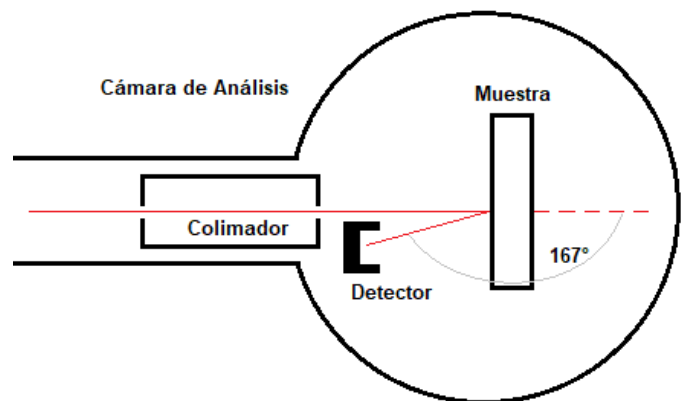 Cámara de Análisis
Muestra
Colimador
167°
Detector